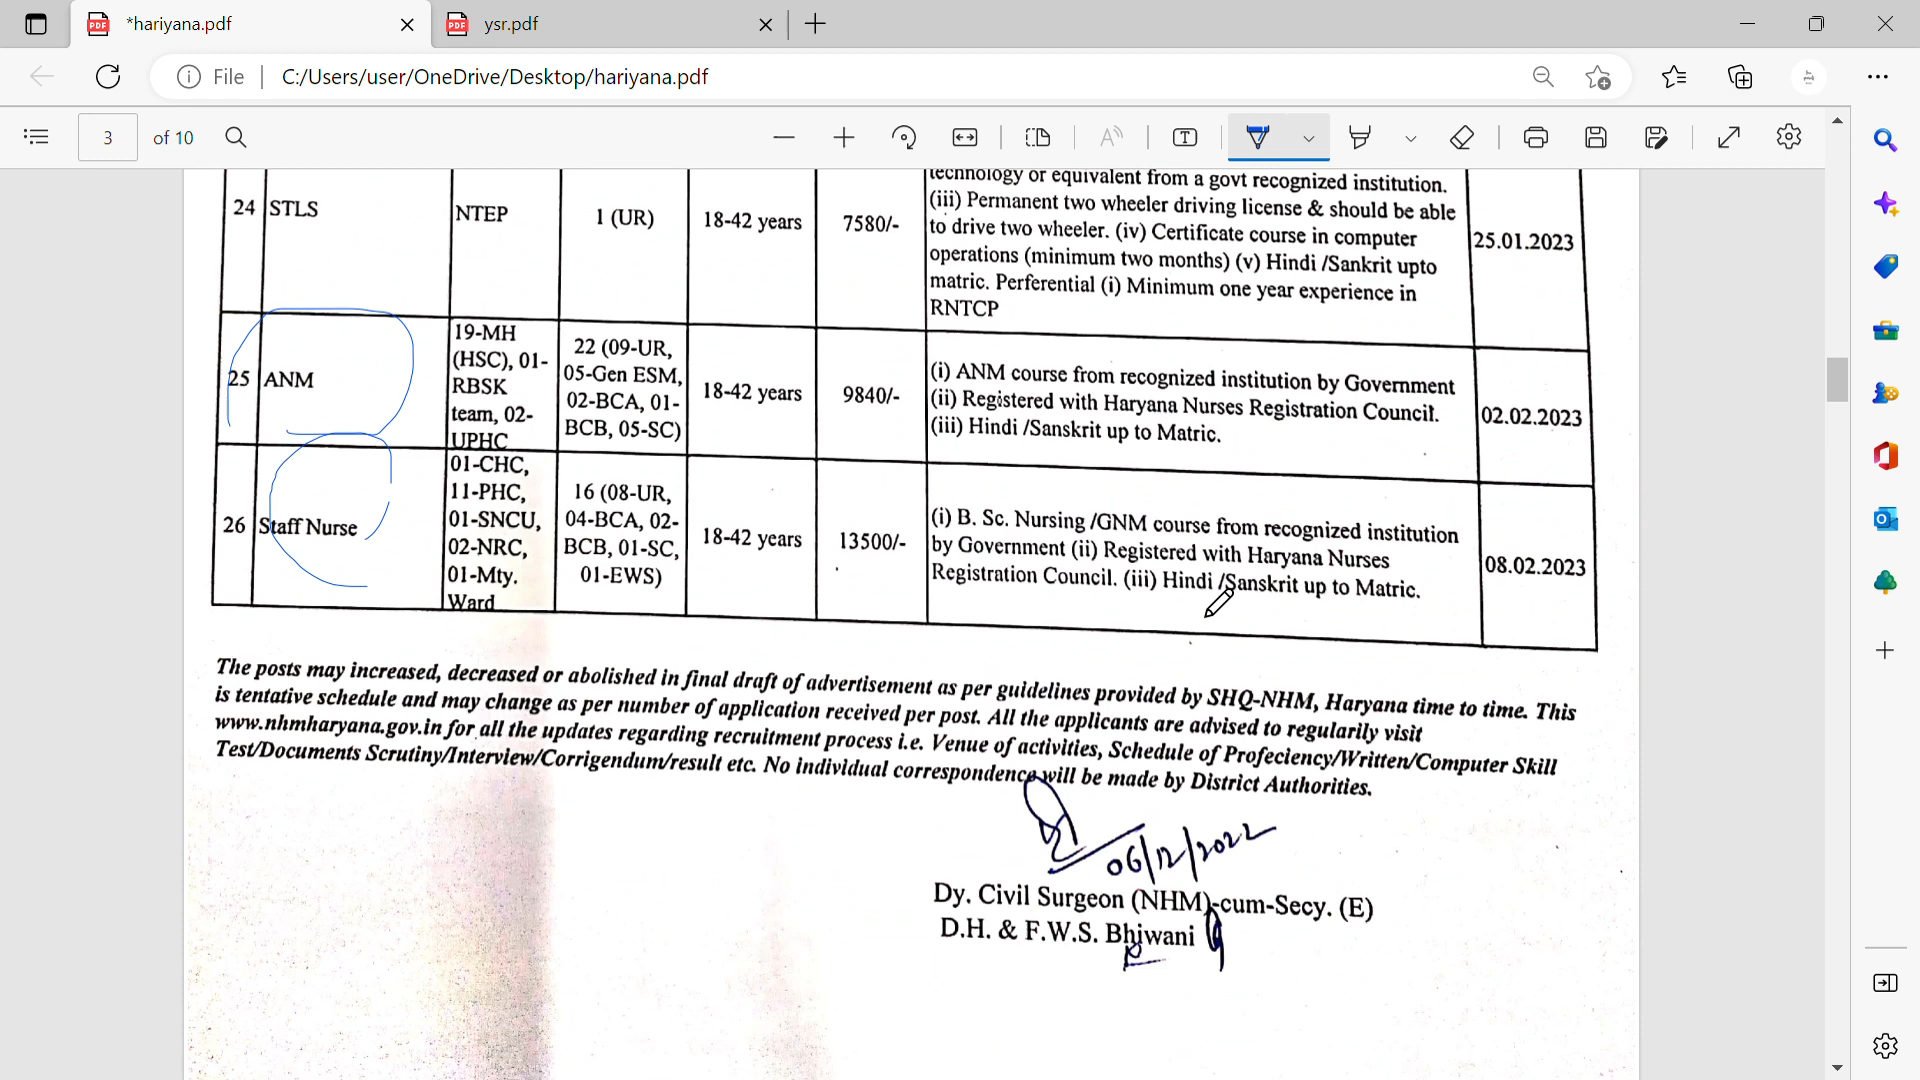 *hariyana.pdf
ysr.pdf
File
C:/Users/user/OneDrive/Desktop/hariyana.pdf
3
of 10
24
STLS
NTEP
1 (UR)
18-42 years
7580/-
technology or equivalent from a govt recognized institution.
(iii) Permanent two wheeler driving license & should be able
to drive two wheeler. (iv) Certificate course in computer
operations (minimum two months) (v) Hindi /Sankrit upto
matric. Perferential (i) Minimum one year experience in
RNTCP
25.01.2023
25
ANM
19-MH
(HSC), 01-
RBSK
team, 02-
UPHC
22 (09-UR,
05-Gen ESM,
02-BCA, 01-
BCB, 05-SC)
18-42 years
9840/-
(i) ANM course from recognized institution by Government
(ii) Registered with Haryana Nurses Registration Council.
(iii) Hindi /Sanskrit up to Matric.
02.02.2023
26
Staff Nurse
01-CHC,
11-PHC,
01-SNCU,
02-NRC,
01-Mty.
Ward
16 (08-UR,
04-BCA, 02-
BCB, 01-SC,
01-EWS)
18-42 years
13500/-
(i) B. Sc. Nursing /GNM course from recognized institution
by Government (ii) Registered with Haryana Nurses
Registration Council. (iii) Hindi /Sanskrit up to Matric.
08.02.2023
The posts may increased, decreased or abolished in final draft of advertisement as per guidelines provided by SHQ-NHM, Haryana time to time. This
is tentative schedule and may change as per number of application received per post. All the applicants are advised to regularily visit
www.nhmharyana.gov.in for all the updates regarding recruitment process i.e. Venue of activities, Schedule of Profeciency/Written/Computer Skill
Test/Documents Scrutiny/Interview/Corrigendum/result etc. No individual correspondence will be made by District Authorities.
06/12/2022
Dy. Civil Surgeon (NHM)-cum-Secy. (E)
D.H. & F.W.S. Bhiwani